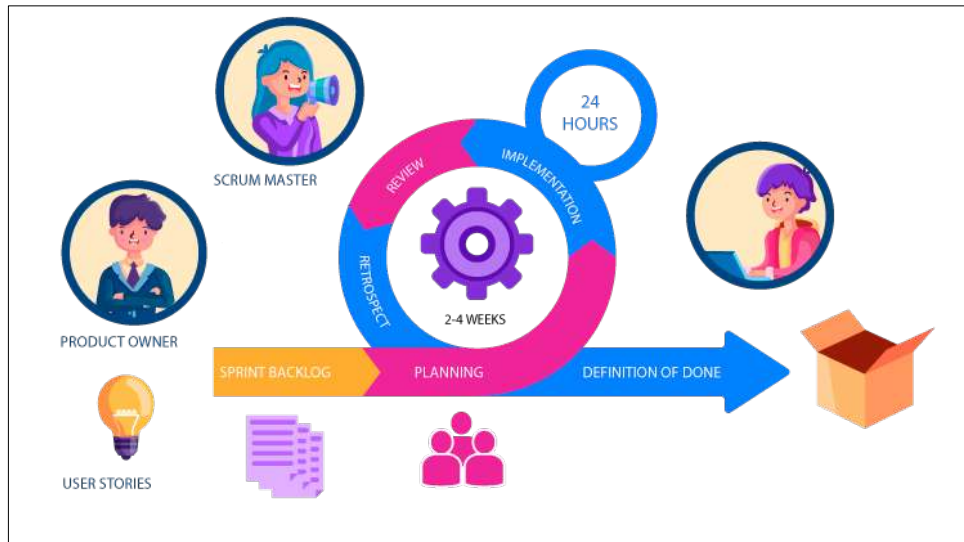 24
HOURS
SCRUM MASTER
REVIEW
IMPLEMENTATION
RETROSPECT
2-4 WEEKS
PRODUCT OWNER
SPRINT BACKLOG
PLANNING
DEFINITION OF DONE
USER STORIES